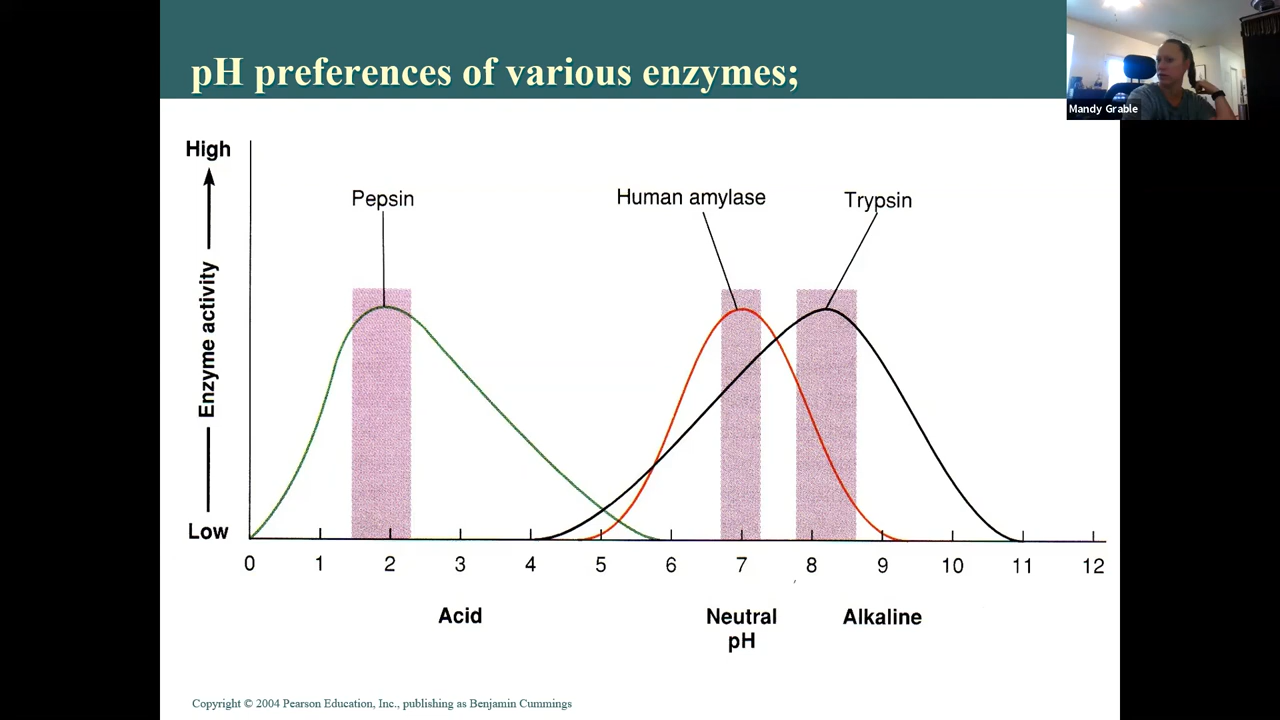 pH preferences of various enzymes;
Mandy Grable
High
Pepsin
Human amylase
Trypsin
Enzyme activity
Low
0 1 2 3 4 5 6 7 8 9 10 11 12
Acid
Neutral
pH
Alkaline
Copyright © 2004 Pearson Education, Inc., publishing as Benjamin Cummings